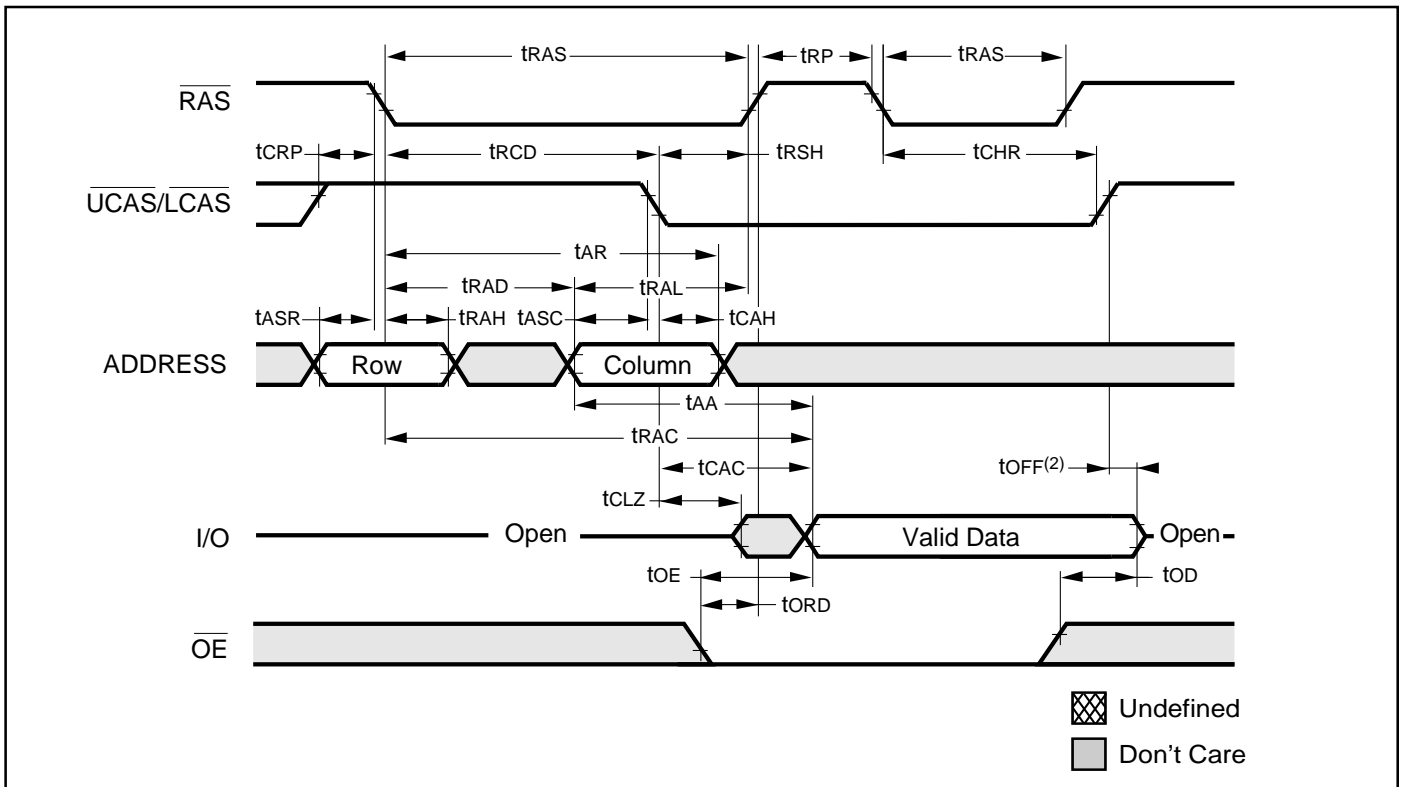 tRAS
tRP
tRAS
RAS
tCRP
tRCD
tRSH
tCHR
UCAS/LCAS
tAR
tRAD
tRAL
tASR
tRAH
tASC
tCAH
ADDRESS
Row
Column
tAA
tRAC
tCAC
tOFF(2)
tCLZ
I/O
Open
Valid Data
Open
tOE
tOD
tORD
OE
Undefined
Don't Care